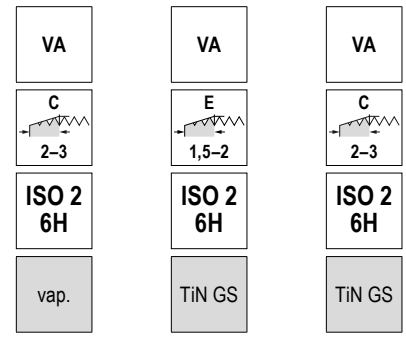 VA VA VA
C E C
2–3 1,5–2 2–3
ISO 2 ISO 2 ISO 2
6H 6H 6H
vap. TiN GS TiN GS